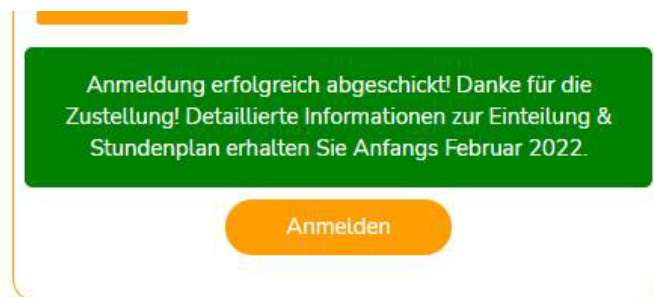 Anmeldung erfolgreich abgeschickt! Danke für die
Zustellung! Detaillierte Informationen zur Einteilung &
Stundenplan erhalten Sie Anfangs Februar 2022.
Anmelden